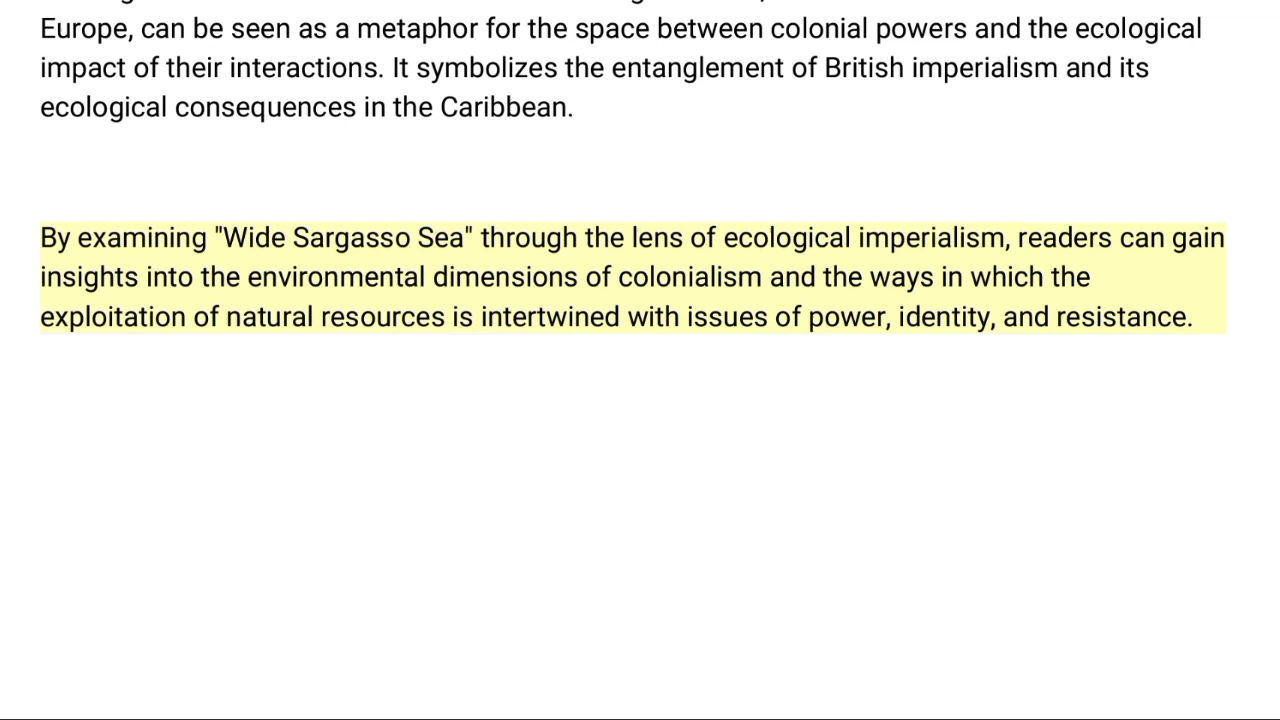 Europe, can be seen as a metaphor for the space between colonial powers and the ecological
impact of their interactions. It symbolizes the entanglement of British imperialism and its
ecological consequences in the Caribbean.
By examining "Wide Sargasso Sea" through the lens of ecological imperialism, readers can gain
insights into the environmental dimensions of colonialism and the ways in which the
exploitation of natural resources is intertwined with issues of power, identity, and resistance.